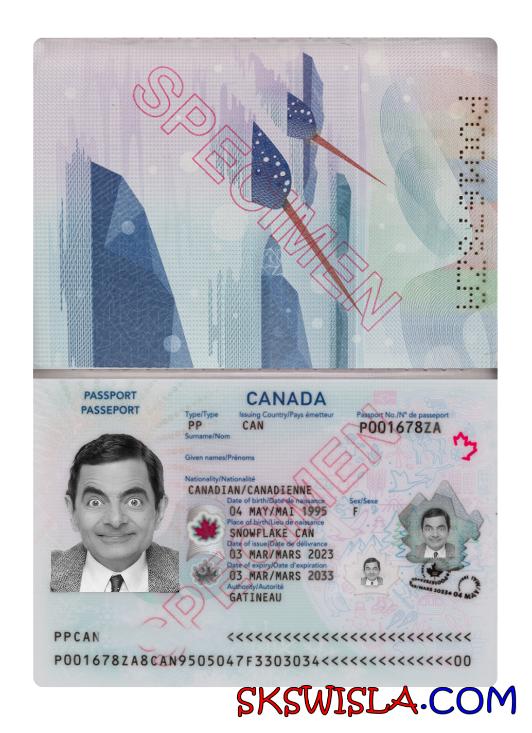 SPECIMEN
P001678ZA
PASSPORT
PASSEPORT
CANADA
Type/Type Issuing Country/Pays émetteur Passport No./N° de passeport
PP CAN P001678ZA
Surname/Nom
Given names/Prénoms
Nationality/Nationalité
CANADIAN/CANADIENNE
Date of birth/Date de naissance Sex/Sexe
04 MAY/MAI 1995 F
Place of birth/Lieu de naissance
SNOWFLAKE CAN
Date of issue/Date de délivrance
03 MAR/MARS 2023
Date of expiry/Date d'expiration
03 MAR/MARS 2033
Authority/Autorité
GATINEAU
SPECIMEN
PPCAN <<<<<<<<<<<<<<<<<<<<<<<<<
P001678ZA8CAN9505047F3303034<<<<<<<<<<<<<<00
SKSWISLA.COM